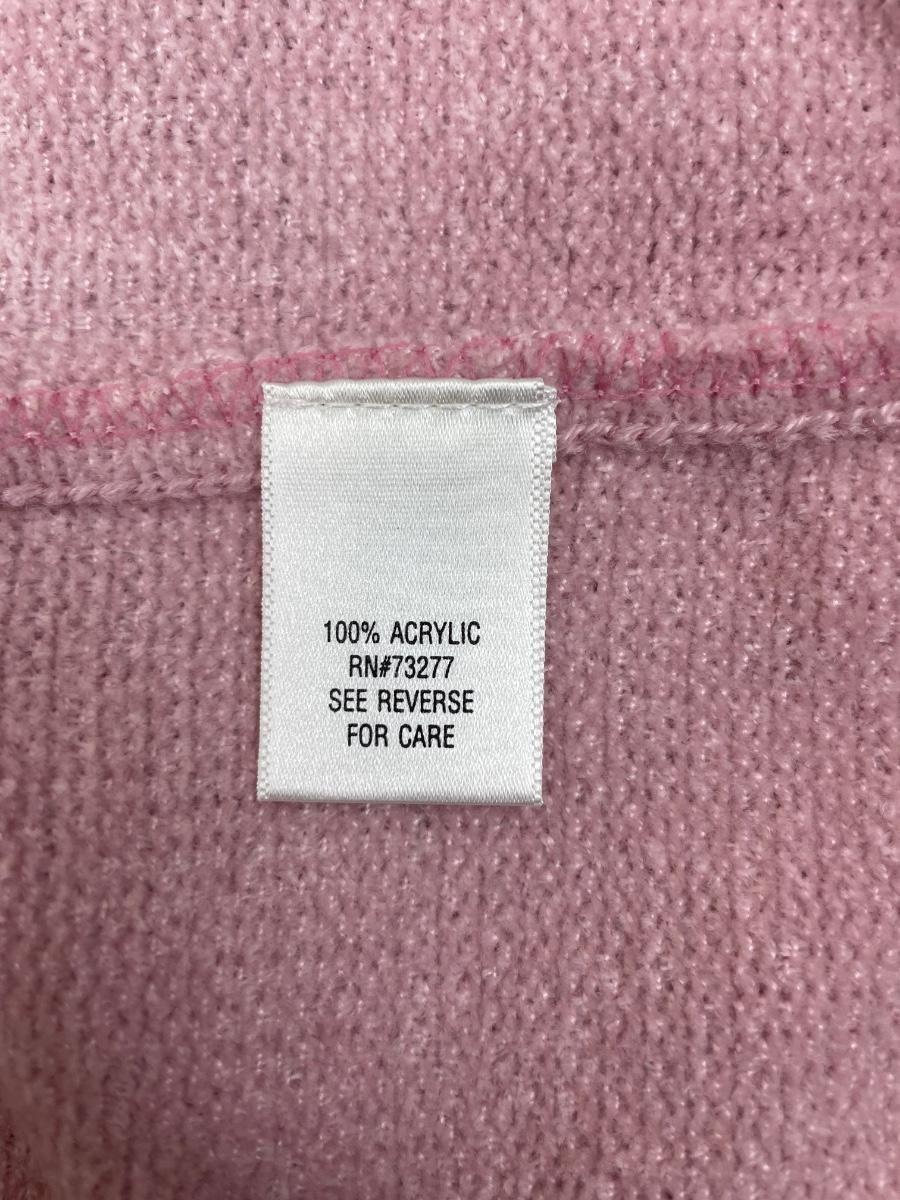 100% ACRYLIC
RN#73277
SEE REVERSE
FOR CARE